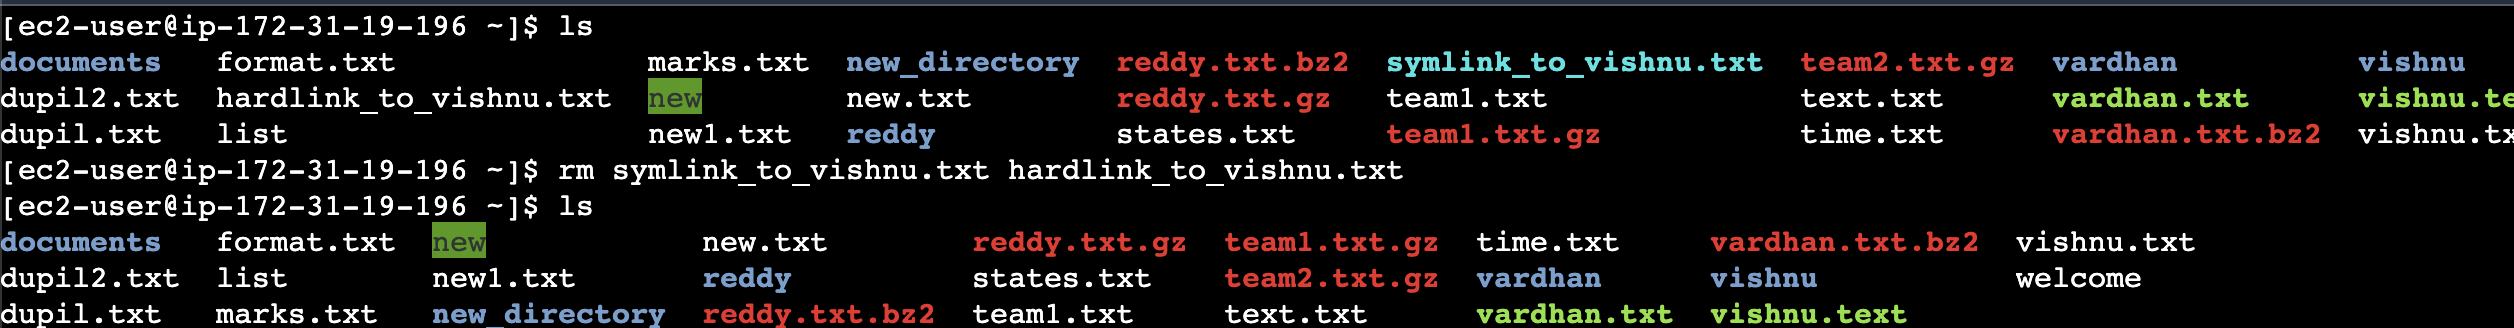 [ec2-user@ip-172-31-19-196 ~]$ ls
documents format.txt marks.txt new_directory reddy.txt.bz2 symlink_to_vishnu.txt team2.txt.gz vardhan vishnu
dupil2.txt hardlink_to_vishnu.txt new new.txt reddy.txt.gz team1.txt text.txt vardhan.txt vishnu.te
dupil.txt list new1.txt reddy states.txt team1.txt.gz time.txt vardhan.txt.bz2 vishnu.tx
[ec2-user@ip-172-31-19-196 ~]$ rm symlink_to_vishnu.txt hardlink_to_vishnu.txt
[ec2-user@ip-172-31-19-196 ~]$ ls
documents format.txt new new.txt reddy.txt.gz team1.txt.gz time.txt vardhan.txt.bz2 vishnu.txt
dupil2.txt list new1.txt reddy states.txt team2.txt.gz vardhan vishnu welcome
dupil.txt marks.txt new_directory reddy.txt.bz2 team1.txt text.txt vardhan.txt vishnu.text